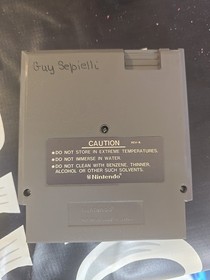 Guy Sepielli
CAUTION
●DO NOT STORE IN EXTREME TEMPERATURES.
●DO NOT IMMERSE IN WATER.
●DO NOT CLEAN WITH BENZENE, THINNER,
ALCOHOL OR OTHER SUCH SOLVENTS.
Nintendo